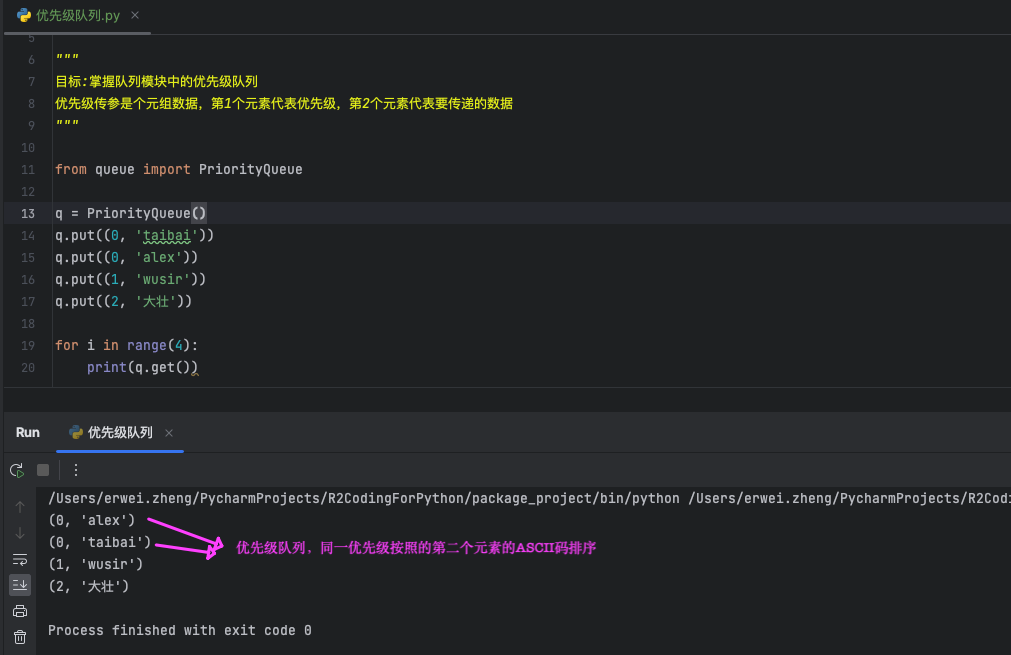 优先级队列.py
5
6 """
7 目标:掌握队列模块中的优先级队列
8 优先级传参是个元组数据，第1个元素代表优先级，第2个元素代表要传递的数据
9 """
10
11 from queue import PriorityQueue
12
13 q = PriorityQueue()
14 q.put((0, 'taibai'))
15 q.put((0, 'alex'))
16 q.put((1, 'wusir'))
17 q.put((2, '大壮'))
18
19 for i in range(4):
20     print(q.get())
Run 优先级队列
/Users/erwei.zheng/PycharmProjects/R2CodingForPython/package_project/bin/python /Users/erwei.zheng/PycharmProjects/R2Codi
(0, 'alex')
(0, 'taibai')
优先级队列，同一优先级按照的第二个元素的ASCII码排序
(1, 'wusir')
(2, '大壮')
Process finished with exit code 0